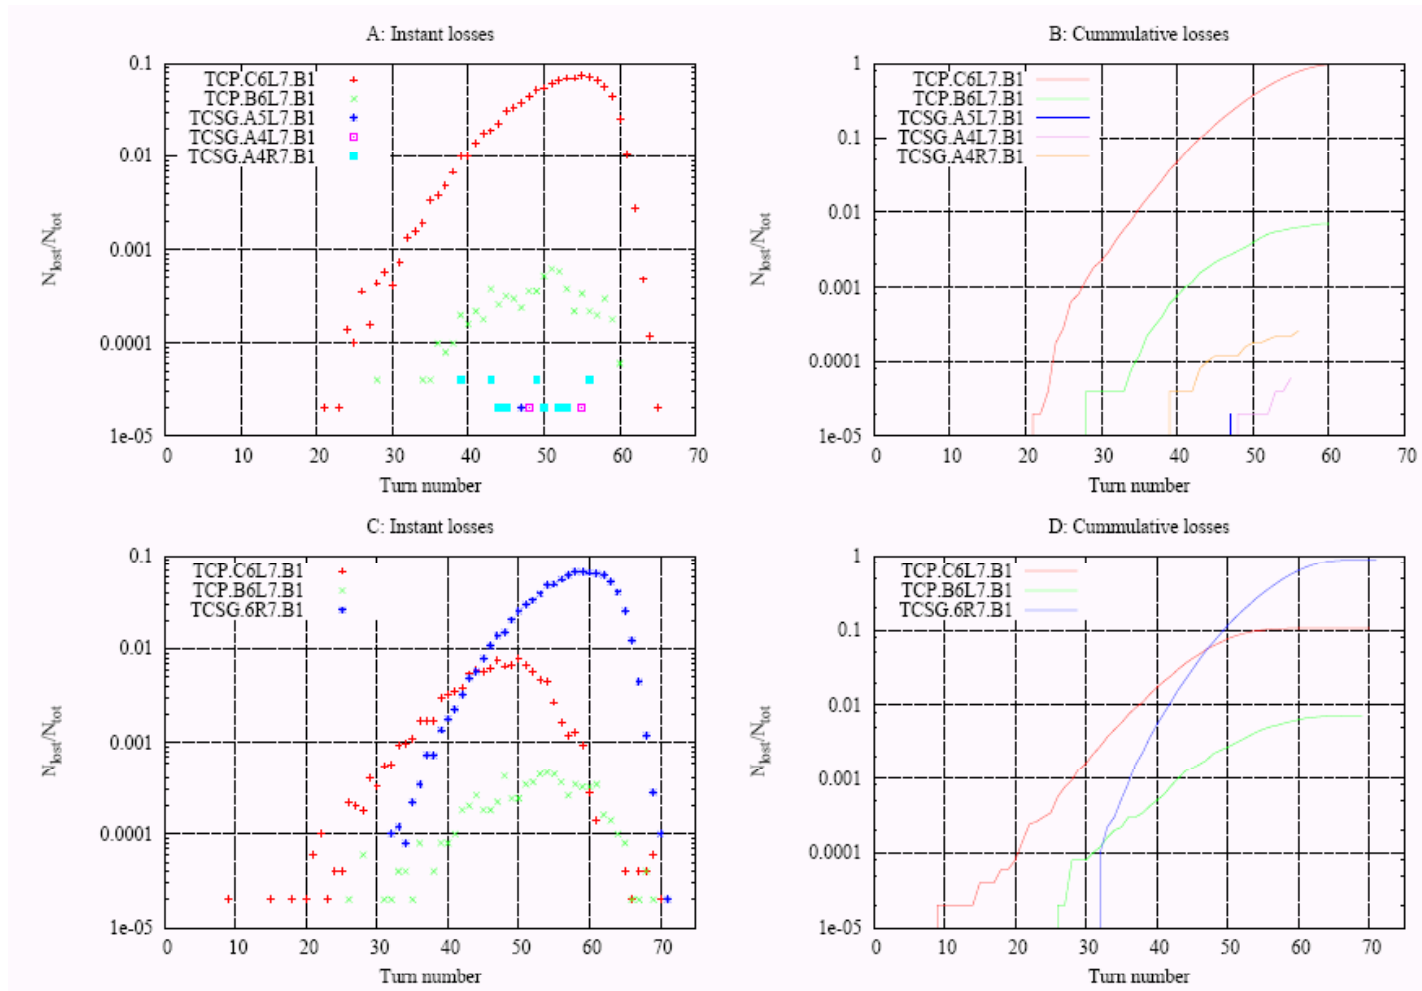 A: Instant losses
TCP.C6L7.B1
TCP.B6L7.B1
TCSG.A5L7.B1
TCSG.A4L7.B1
TCSG.A4R7.B1
0.1
0.01
0.001
0.0001
1e-05
0 10 20 30 40 50 60 70
Turn number
Nlost/Ntot
B: Cummulative losses
TCP.C6L7.B1
TCP.B6L7.B1
TCSG.A5L7.B1
TCSG.A4L7.B1
TCSG.A4R7.B1
1
0.1
0.01
0.001
0.0001
1e-05
0 10 20 30 40 50 60 70
Turn number
Nlost/Ntot
C: Instant losses
TCP.C6L7.B1
TCP.B6L7.B1
TCSG.6R7.B1
0.1
0.01
0.001
0.0001
1e-05
0 10 20 30 40 50 60 70
Turn number
Nlost/Ntot
D: Cummulative losses
TCP.C6L7.B1
TCP.B6L7.B1
TCSG.6R7.B1
1
0.1
0.01
0.001
0.0001
1e-05
0 10 20 30 40 50 60 70
Turn number
Nlost/Ntot